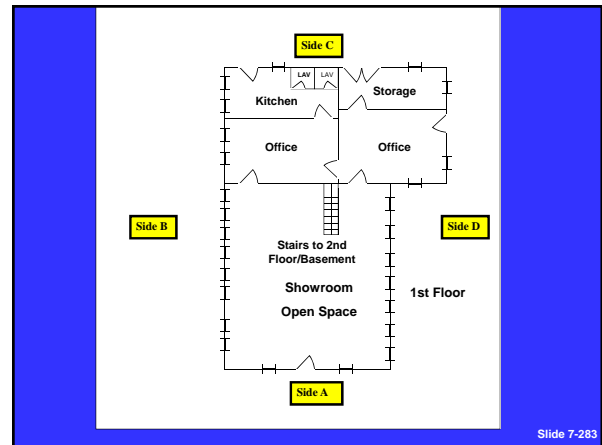 Side C
LAV LAV
Storage
Kitchen
Office Office
Side B
Side D
Stairs to 2nd
Floor/Basement
Showroom
1st Floor
Open Space
Side A
Slide 7-283